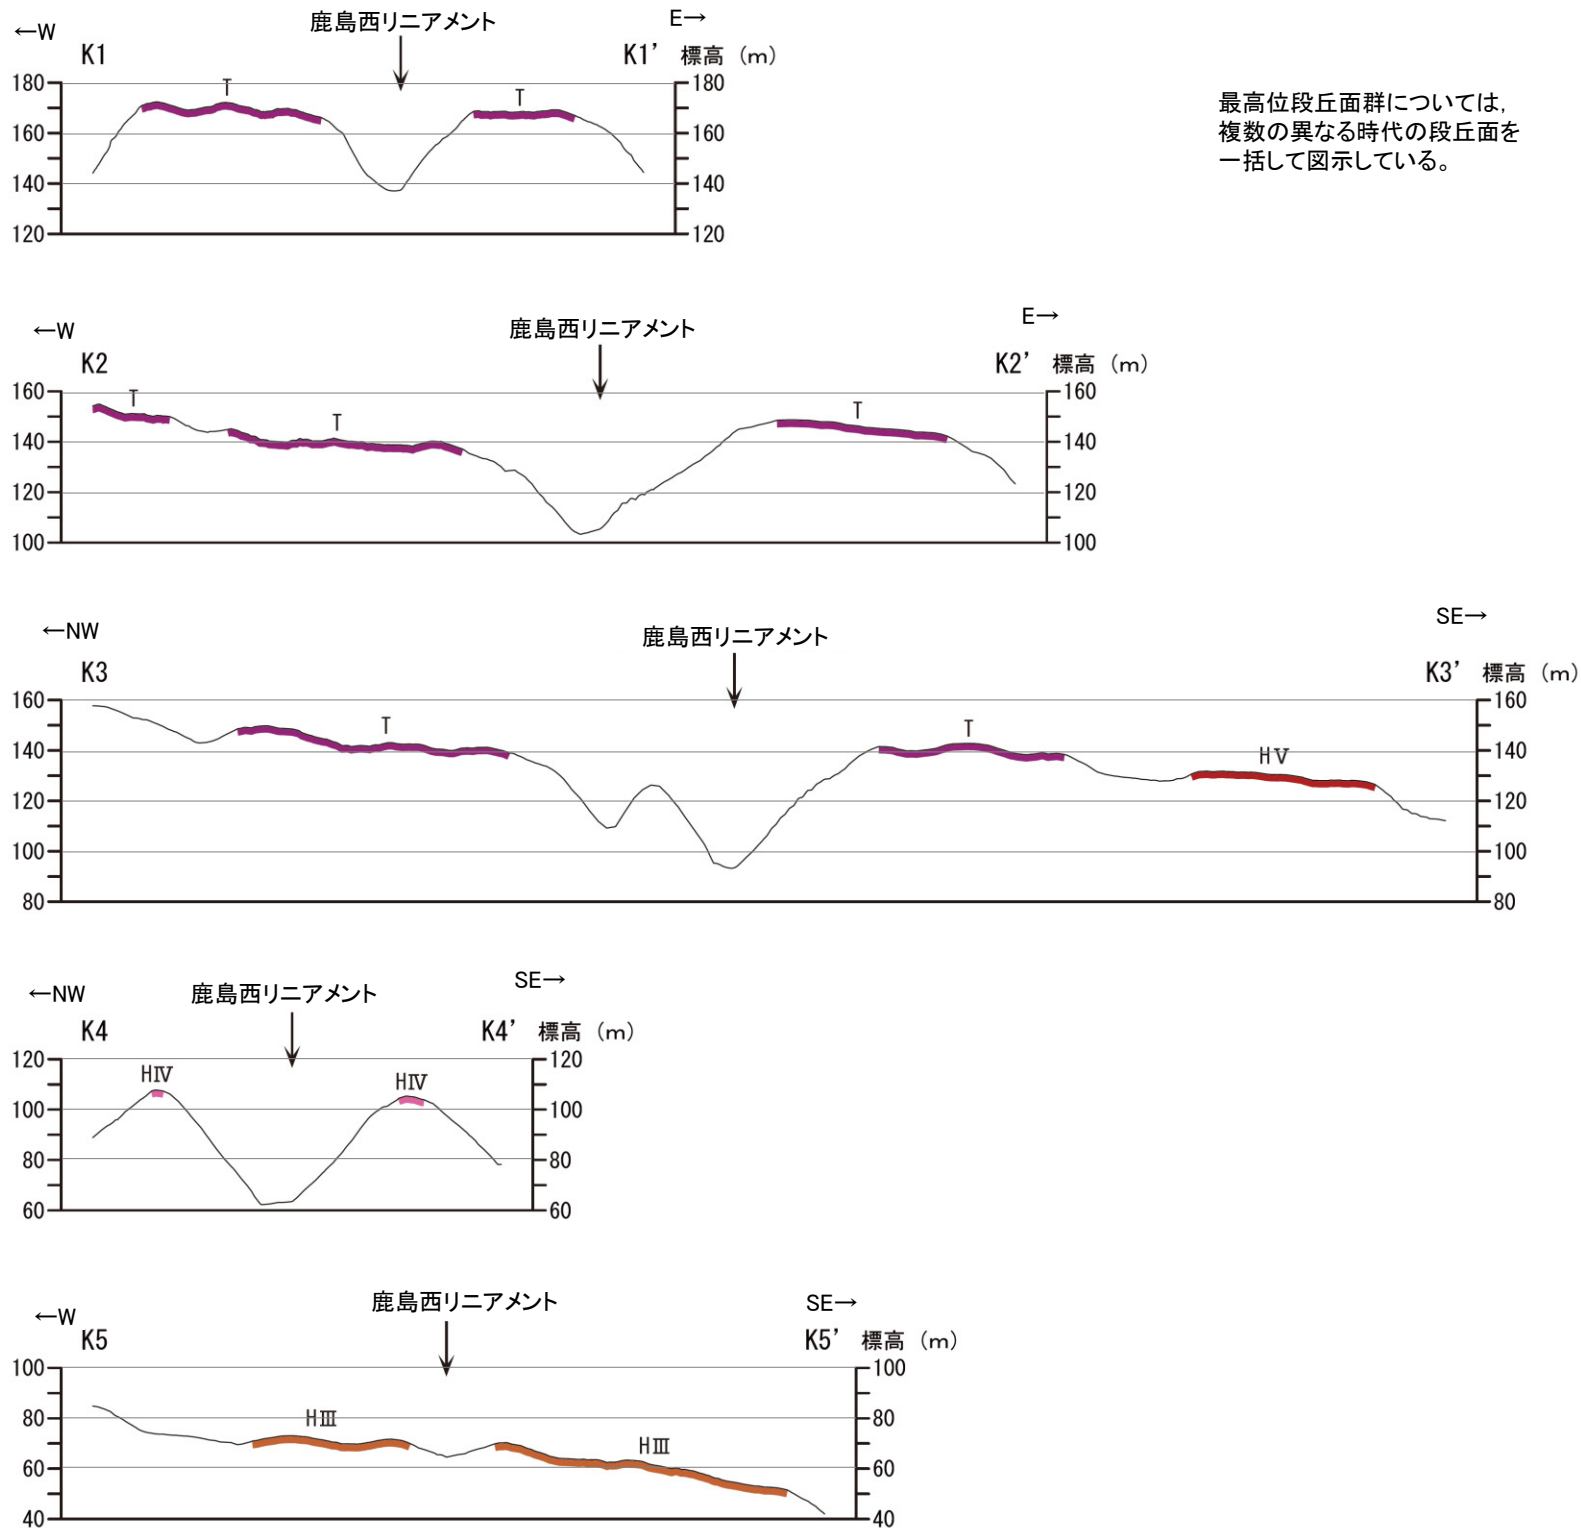 鹿島西リニアメント
←W
E→
K1
K1’ 標高 (m)
T
T
180
160
140
120
180
160
140
120
最高位段丘面群については,
複数の異なる時代の段丘面を
一括して図示している。
←W
鹿島西リニアメント
E→
K2
K2’ 標高 (m)
T
T
T
160
140
120
100
160
140
120
100
←NW
鹿島西リニアメント
SE→
K3
K3’ 標高 (m)
T
T
HⅤ
160
140
120
100
80
160
140
120
100
80
←NW
鹿島西リニアメント
SE→
K4
K4’ 標高 (m)
HⅣ
HⅣ
120
100
80
60
120
100
80
60
←W
鹿島西リニアメント
SE→
K5
K5’ 標高 (m)
HⅢ
HⅢ
100
80
60
40
100
80
60
40